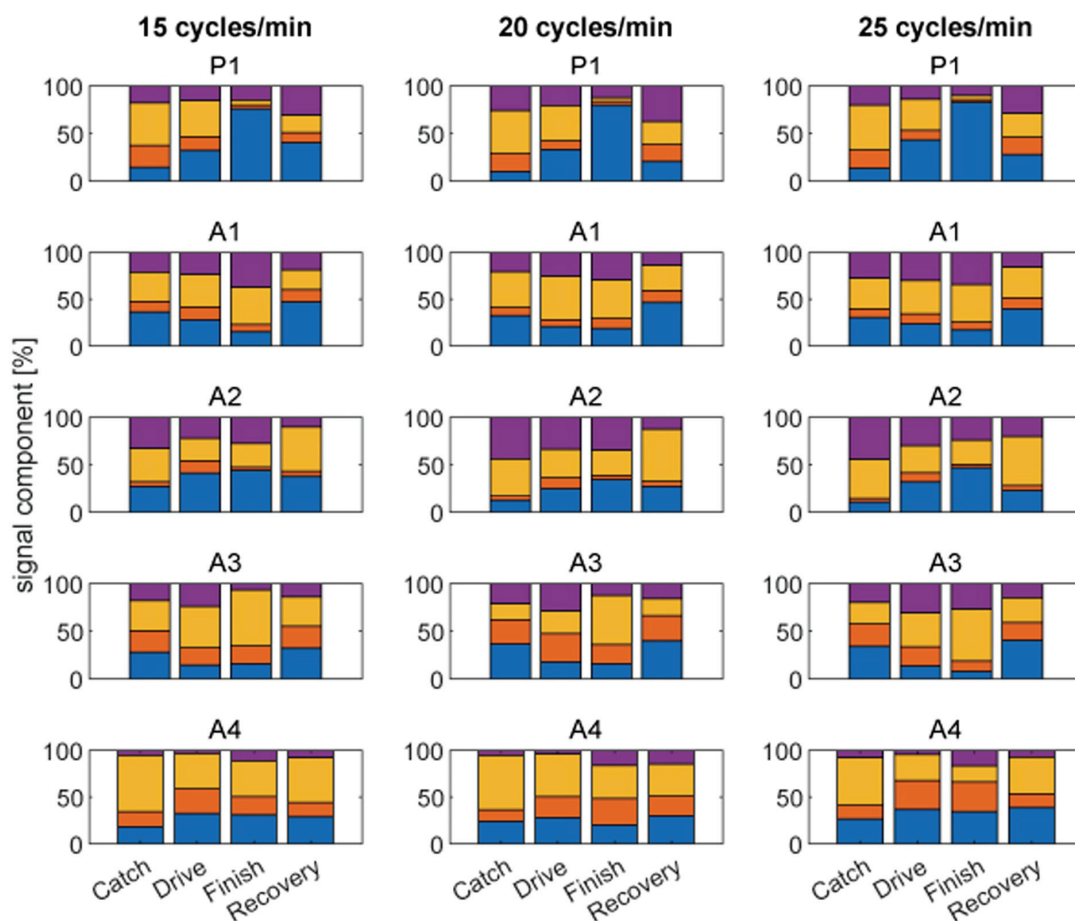 15 cycles/min 20 cycles/min 25 cycles/min
P1 P1 P1
100 100 100
50 50 50
0 0 0
A1 A1 A1
100 100 100
50 50 50
0 0 0
A2 A2 A2
100 100 100
50 50 50
0 0 0
signal component [%]
A3 A3 A3
100 100 100
50 50 50
0 0 0
A4 A4 A4
100 100 100
50 50 50
0 0 0
Catch Drive Finish Recovery Catch Drive Finish Recovery Catch Drive Finish Recovery